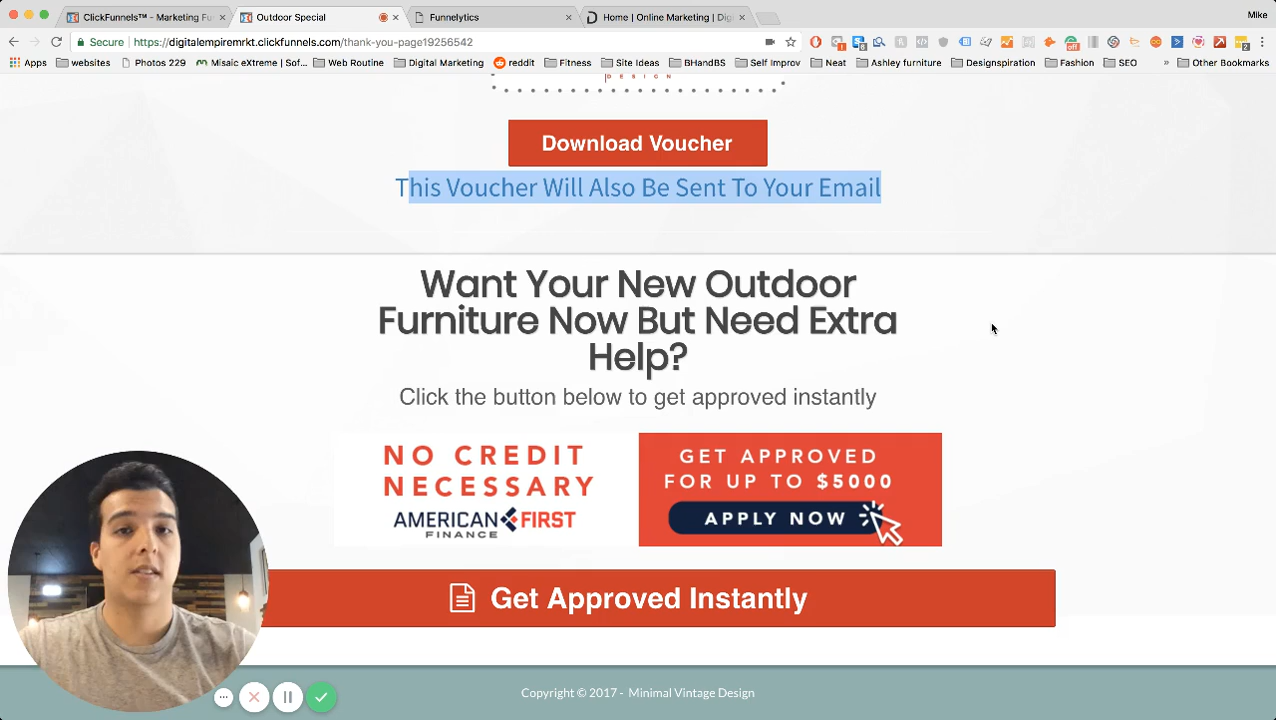 ClickFunnels™ - Marketing Fu
Outdoor Special
Funnelytics
Home | Online Marketing | Dig
Mike
Secure
https://digitalempiremrkt.clickfunnels.com/thank-you-page19256542
Apps
websites
Photos 229
Misaic eXtreme | Sof...
Web Routine
Digital Marketing
reddit
Fitness
Site Ideas
BHandBS
Self Improv
Neat
Ashley furniture
Designspiration
Fashion
SEO
»
Other Bookmarks
DESIGN
Download Voucher
This Voucher Will Also Be Sent To Your Email
Want Your New Outdoor
Furniture Now But Need Extra
Help?
Click the button below to get approved instantly
NO CREDIT
NECESSARY
AMERICAN FIRST
FINANCE
GET APPROVED
FOR UP TO $5000
APPLY NOW
Get Approved Instantly
Copyright © 2017 - Minimal Vintage Design